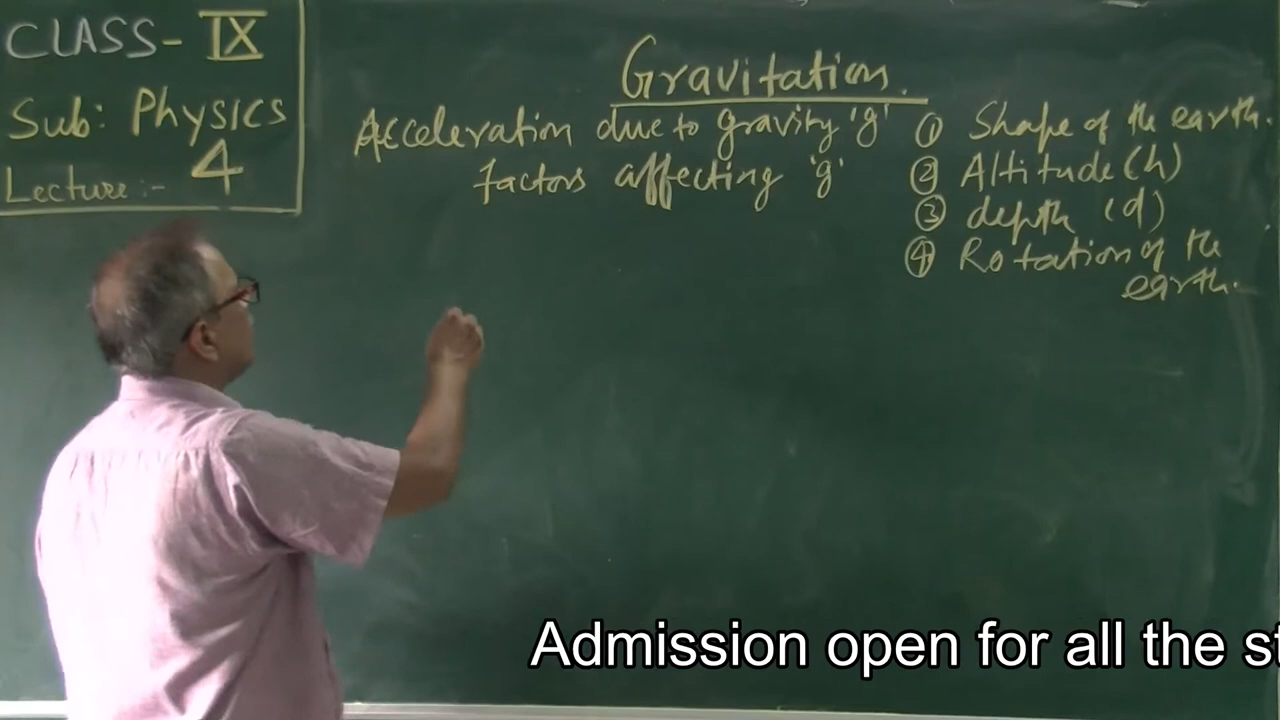 CLASS- IX
Sub: Physics
Lecture:- 4
Gravitation.
Acceleration due to gravity 'g'
factors affecting 'g'
① Shape of the earth.
② Altitude (h)
③ depth (d)
④ Rotation of the
earth.
Admission open for all the st